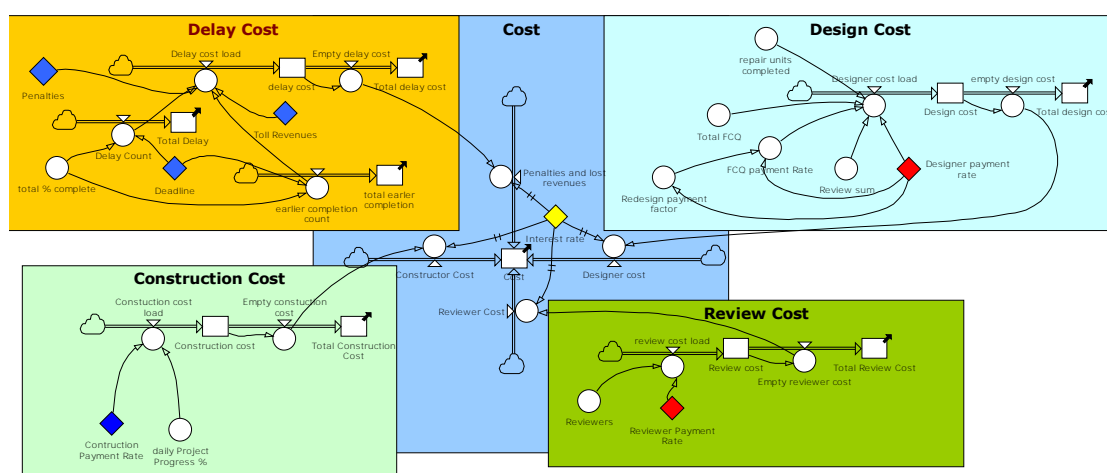 Delay Cost
Delay cost load
Empty delay cost
Penalties
delay cost
Total delay cost
Toll Revenues
Total Delay
Delay Count
total % complete
Deadline
earlier completion
count
total earlier
completion
Cost
Penalties and lost
revenues
Interest rate
Constructor Cost
Cost
Designer cost
Reviewer Cost
Design Cost
repair units
completed
Designer cost load
empty design cost
Design cost
Total design cost
Total FCQ
FCQ payment Rate
Review sum
Designer payment
rate
Redesign payment
factor
Construction Cost
Constuction cost
load
Empty constuction
cost
Construction cost
Total Construction
Cost
Contruction
Payment Rate
daily Project
Progress %
Review Cost
review cost load
Review cost
Empty reviewer cost
Total Review Cost
Reviewers
Reviewer Payment
Rate